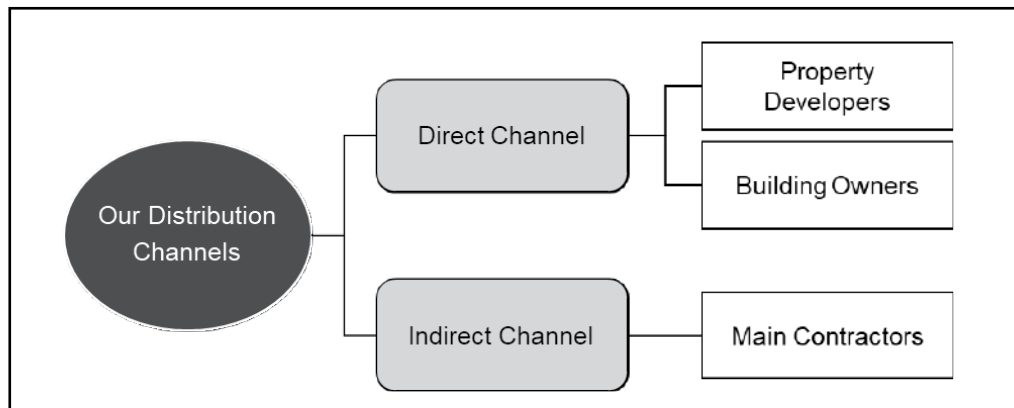 Our Distribution
Channels
Direct Channel
Property
Developers
Building Owners
Indirect Channel
Main Contractors